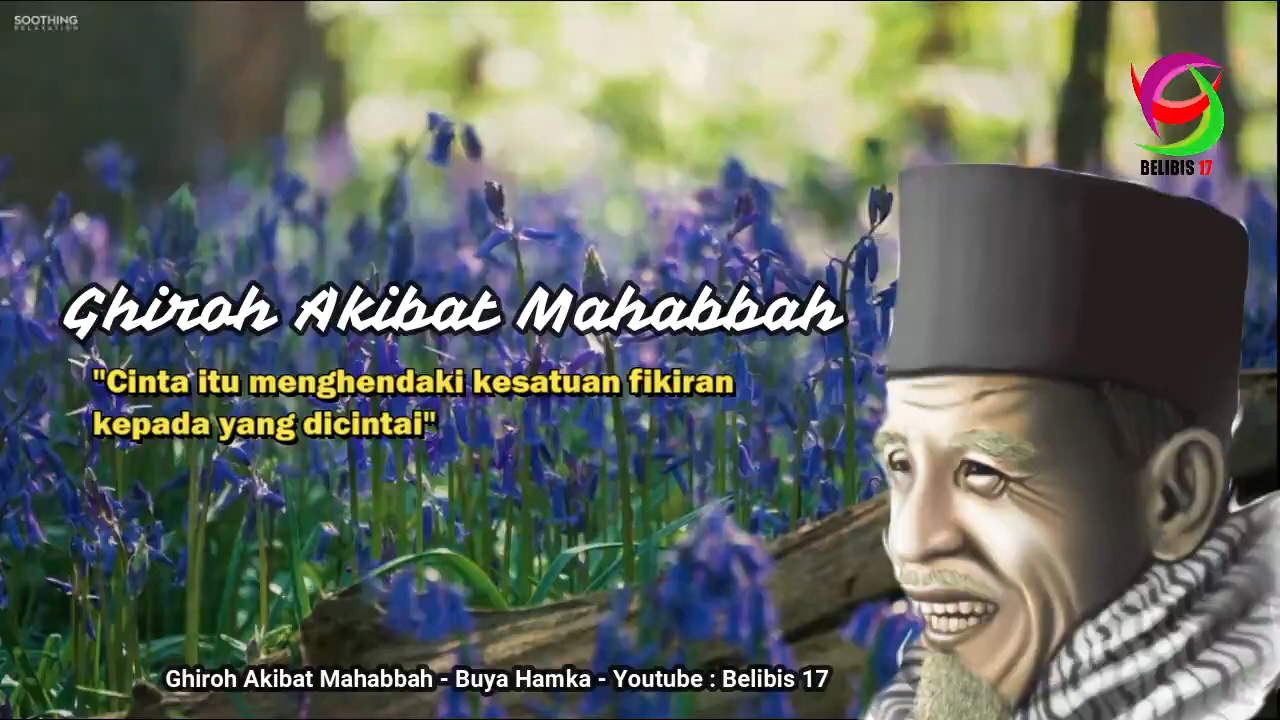 SOOTHING
RELAXATION
BELIBIS 17
Ghiroh Akibat Mahabbah
"Cinta itu menghendaki kesatuan fikiran
kepada yang dicintai"
Ghiroh Akibat Mahabbah - Buya Hamka - Youtube : Belibis 17